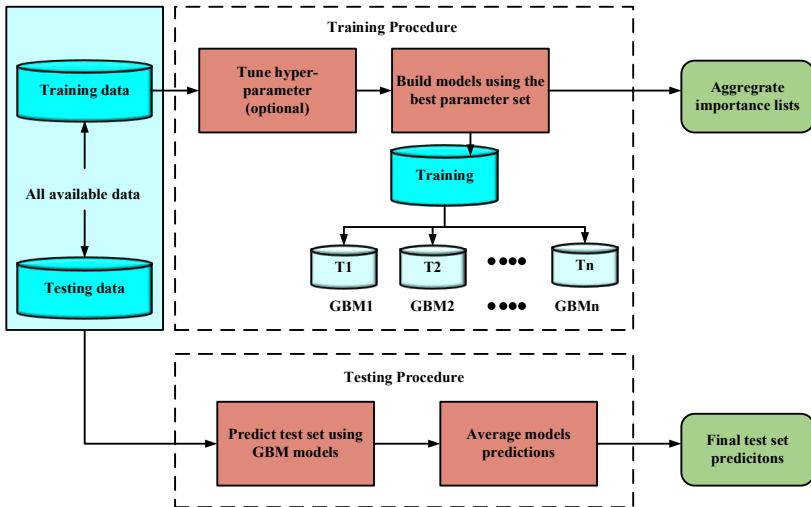 Training Procedure
Training data
Tune hyper-
parameter
(optional)
Build models using the
best parameter set
Aggregrate
importance lists
All available data
Training
T1
T2
Tn
Testing data
GBM1
GBM2
GBMn
Testing Procedure
Predict test set using
GBM models
Average models
predictions
Final test set
predicitons